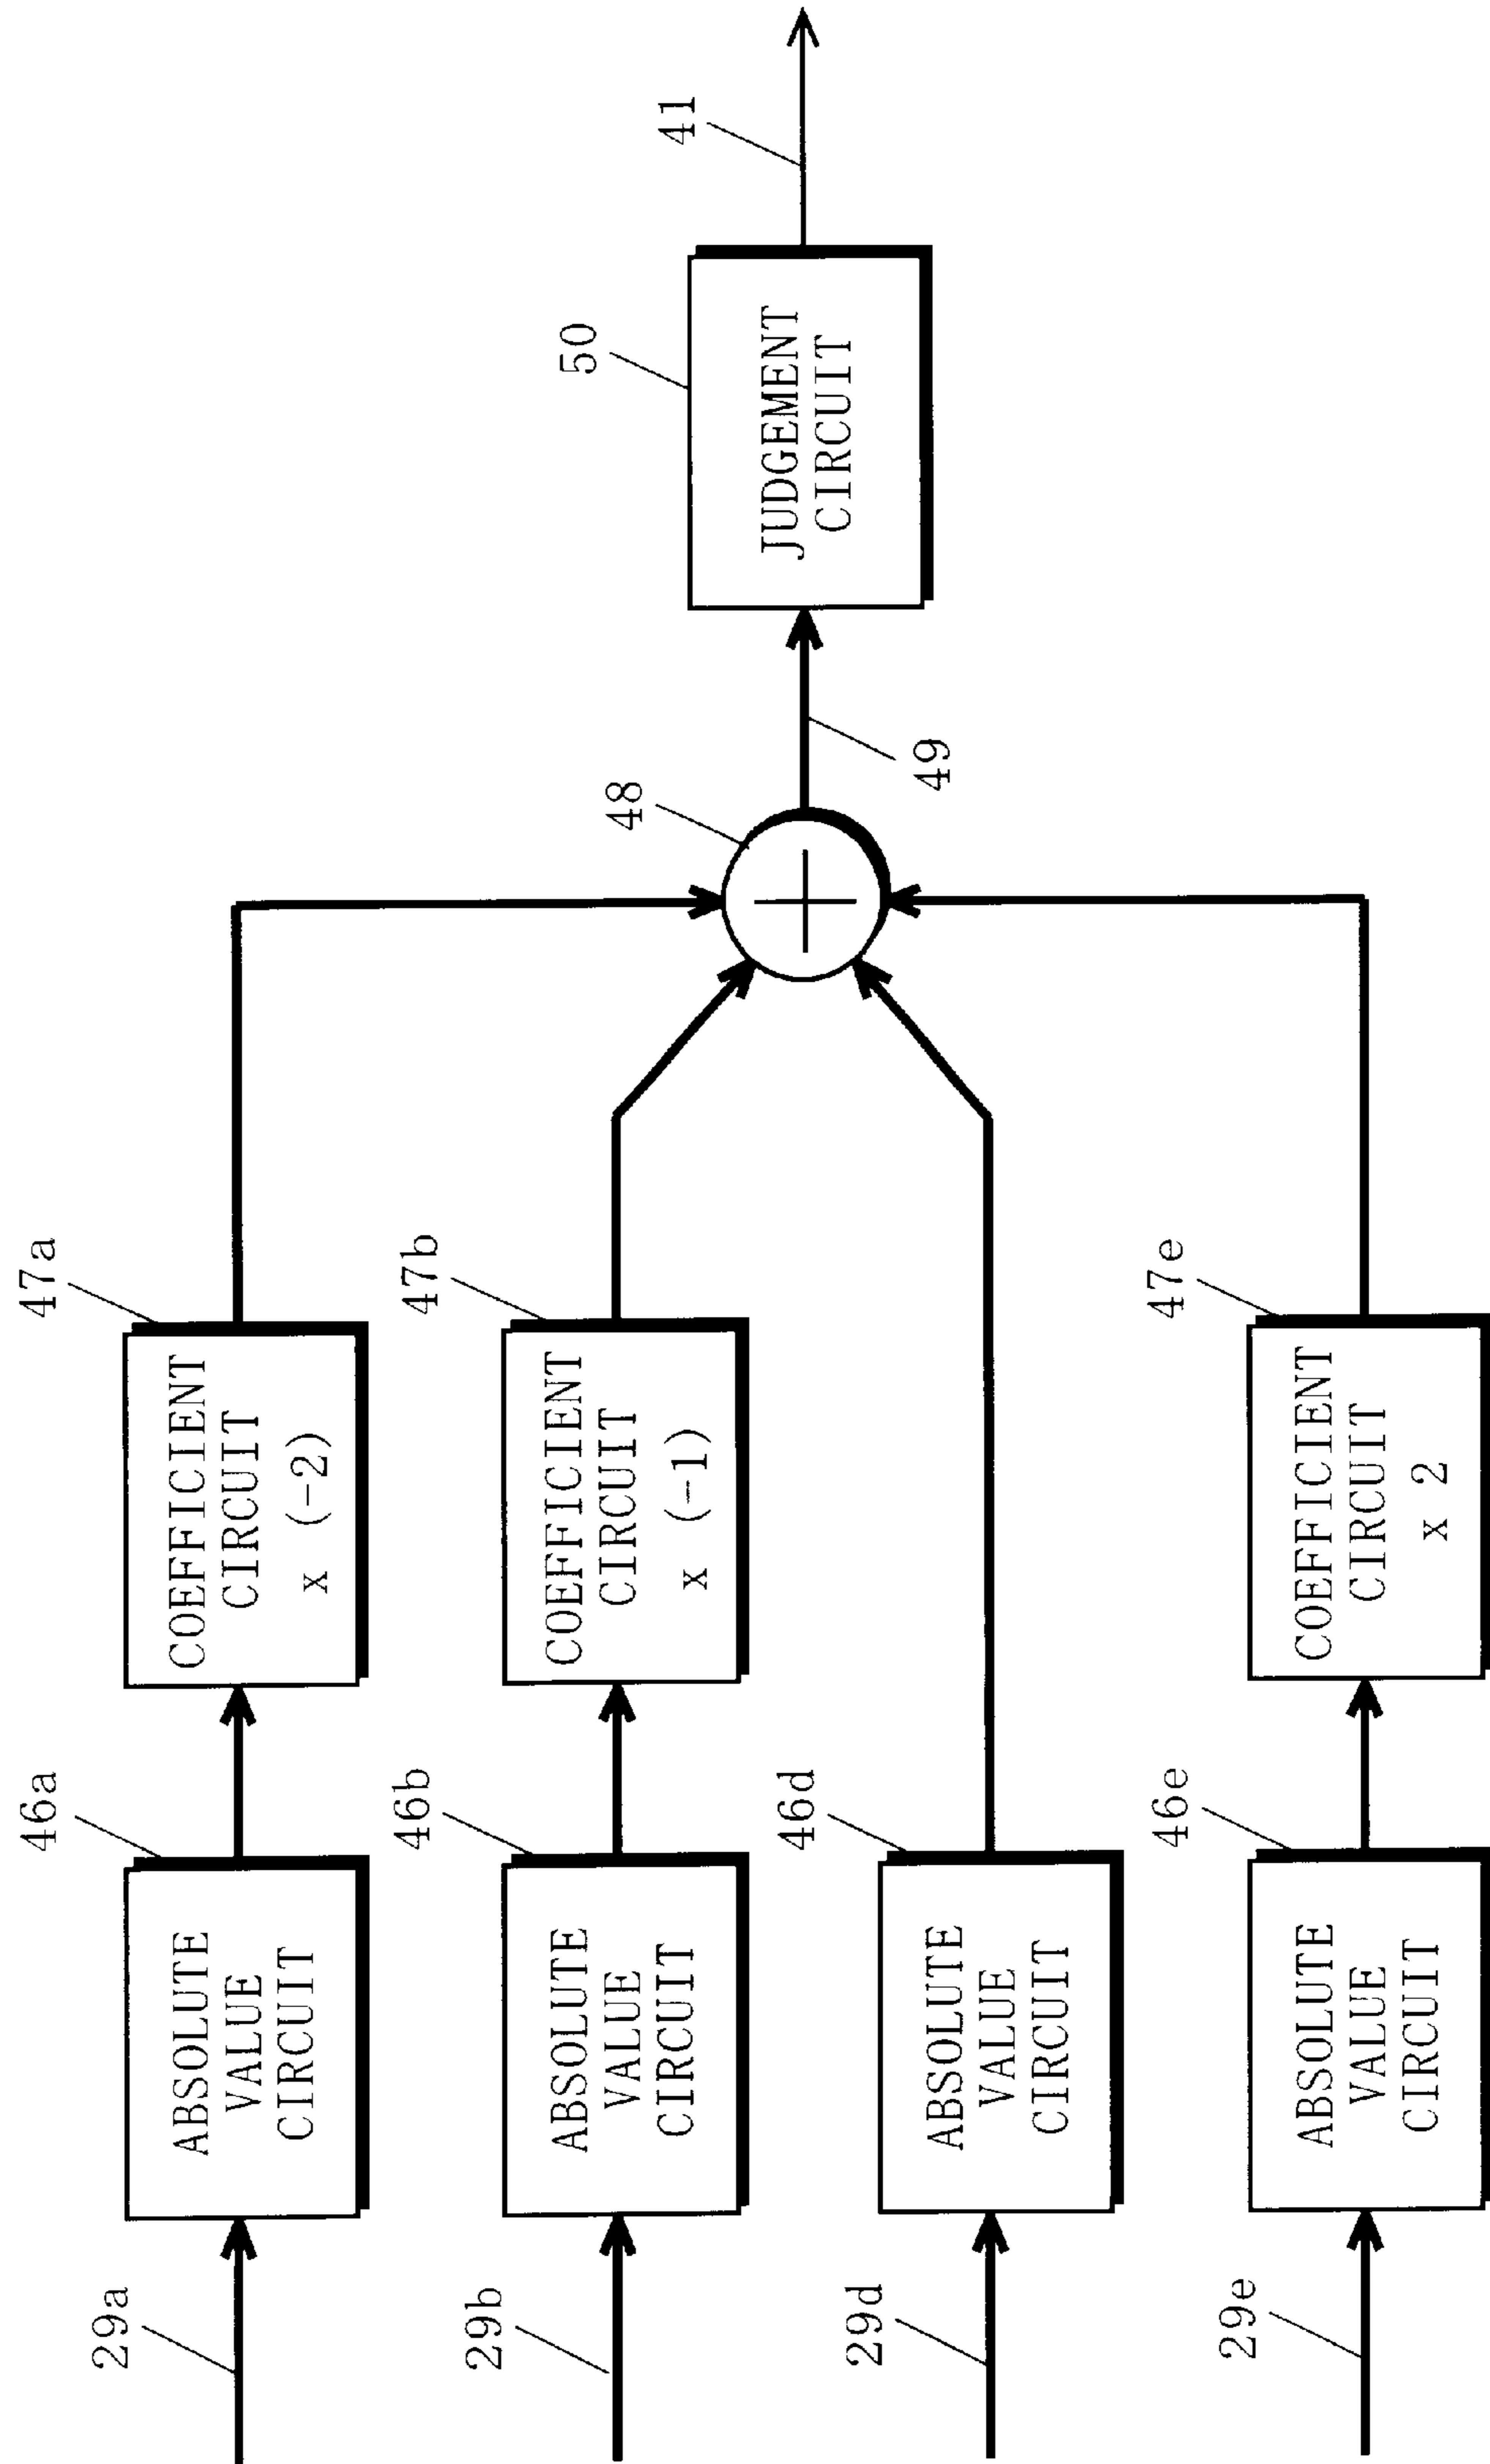 29a
46a
ABSOLUTE
VALUE
CIRCUIT
47a
COEFFICIENT
CIRCUIT
x (-2)
29b
46b
ABSOLUTE
VALUE
CIRCUIT
47b
COEFFICIENT
CIRCUIT
x (-1)
29d
46d
ABSOLUTE
VALUE
CIRCUIT
29e
46e
ABSOLUTE
VALUE
CIRCUIT
47e
COEFFICIENT
CIRCUIT
x 2
48
+
49
50
JUDGEMENT
CIRCUIT
41